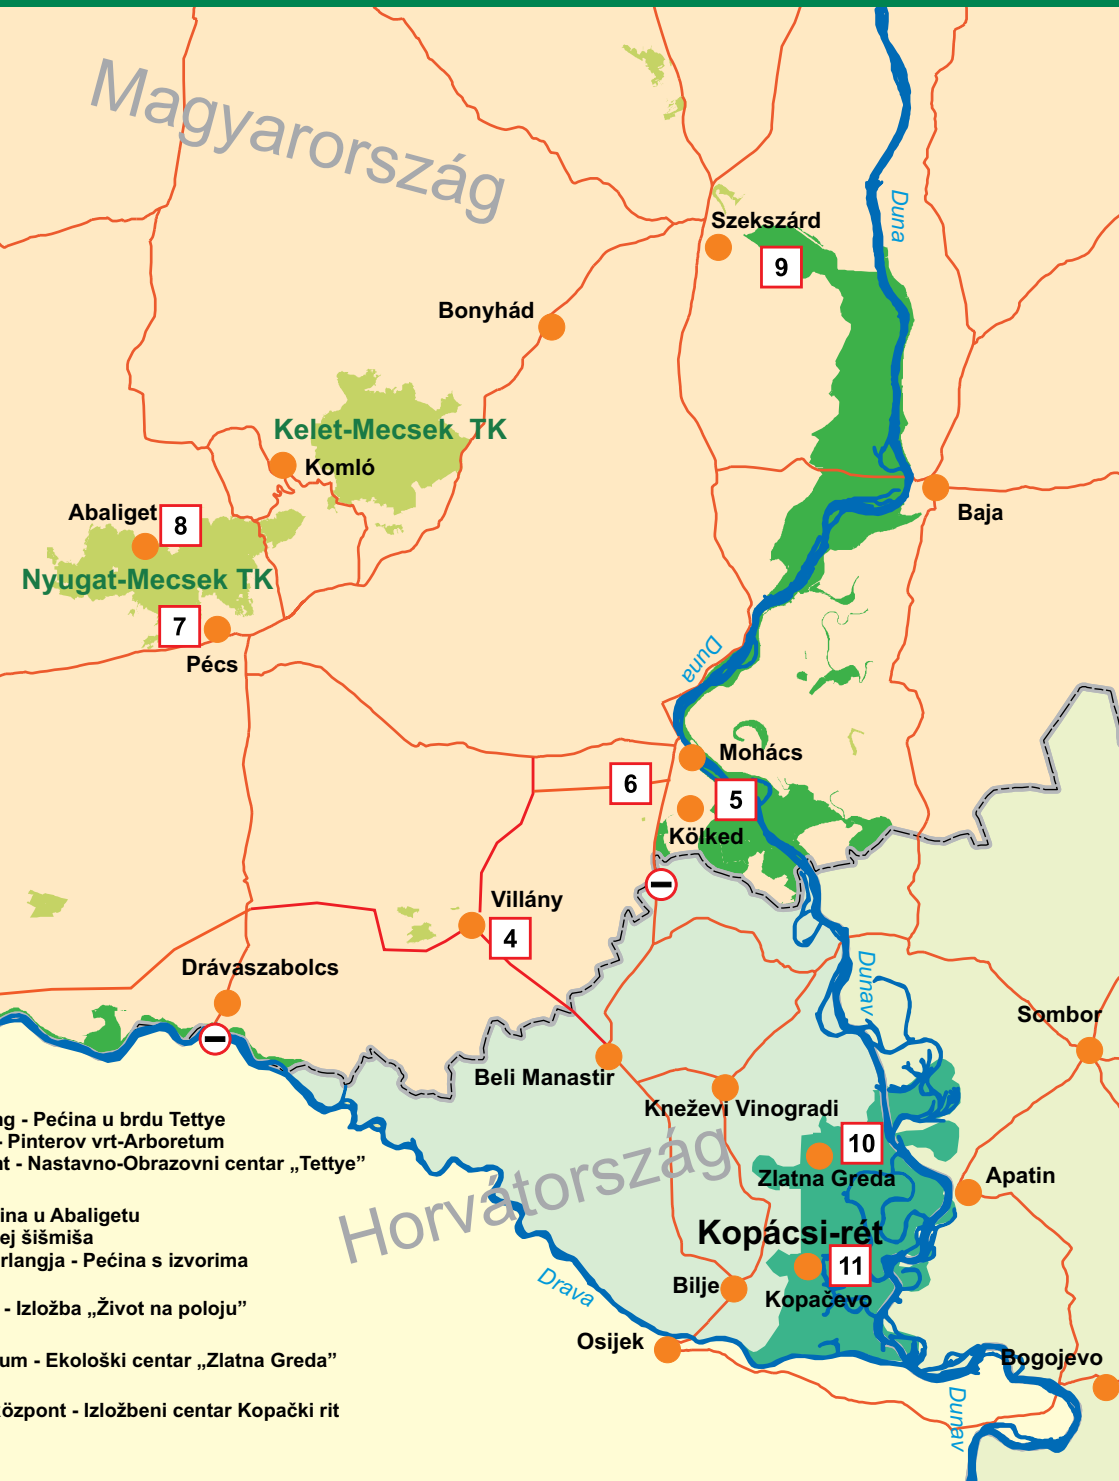 Magyarország
Duna
Szekszárd
9
Bonyhád
Kelet-Mecsek TK
Komló
Abaliget
8
Baja
Nyugat-Mecsek TK
7
Pécs
Duna
Mohács
6
5
Kölked
Villány
4
Drávaszabolcs
Dunav
Sombor
Beli Manastir
Kneževi Vinogradi
ng - Pećina u brdu Tettye
- Pinterov vrt-Arboretum
nt - Nastavno-Obrazovni centar „Tettye”
10
Zlatna Greda
Apatin
Horvátország
ina u Abaligetu
ej šišmiša
rlangja - Pećina s izvorima
Kopácsi-rét
11
Bilje
Kopačevo
Drava
- Izložba „Život na poloju”
Osijek
um - Ekološki centar „Zlatna Greda”
Bogojevo
központ - Izložbeni centar Kopački rit
Dunav